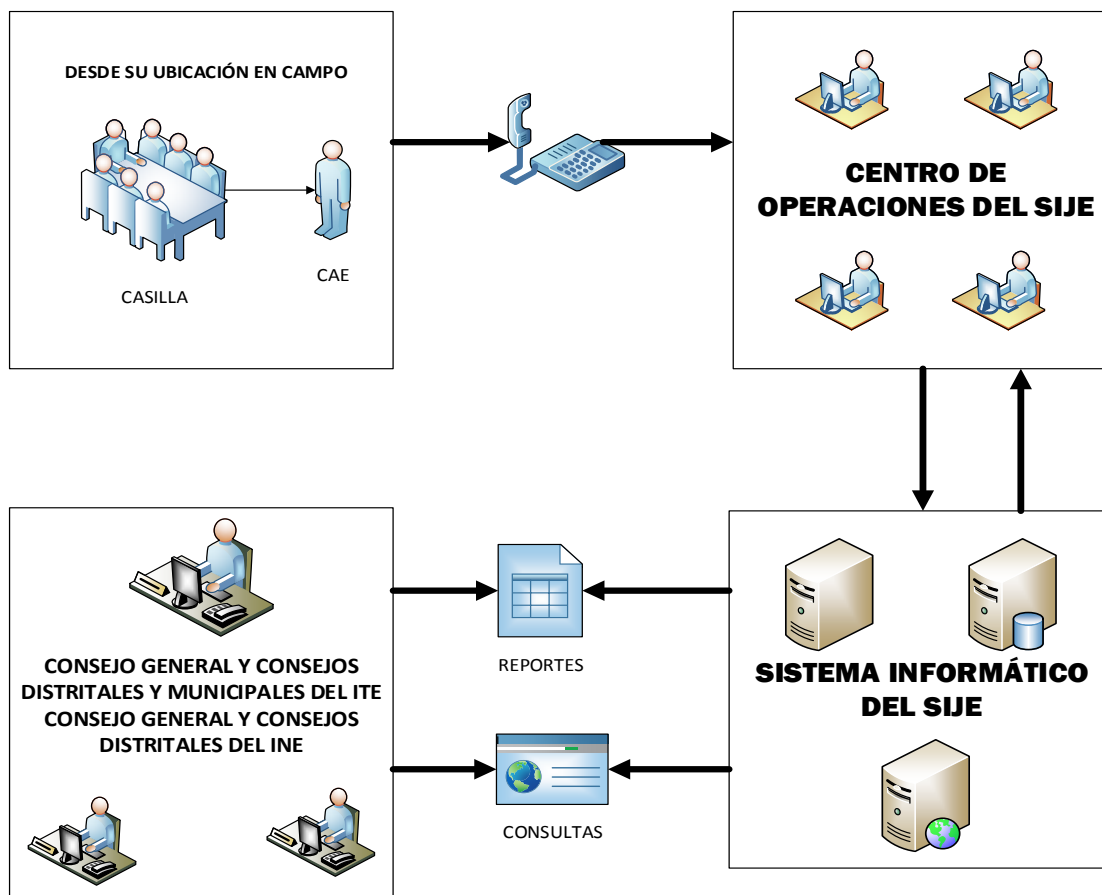 DESDE SU UBICACIÓN EN CAMPO
CASILLA
CAE
CENTRO DE
OPERACIONES DEL SIJE
CONSEJO GENERAL Y CONSEJOS
DISTRITALES Y MUNICIPALES DEL ITE
CONSEJO GENERAL Y CONSEJOS
DISTRITALES DEL INE
REPORTES
CONSULTAS
SISTEMA INFORMÁTICO
DEL SIJE